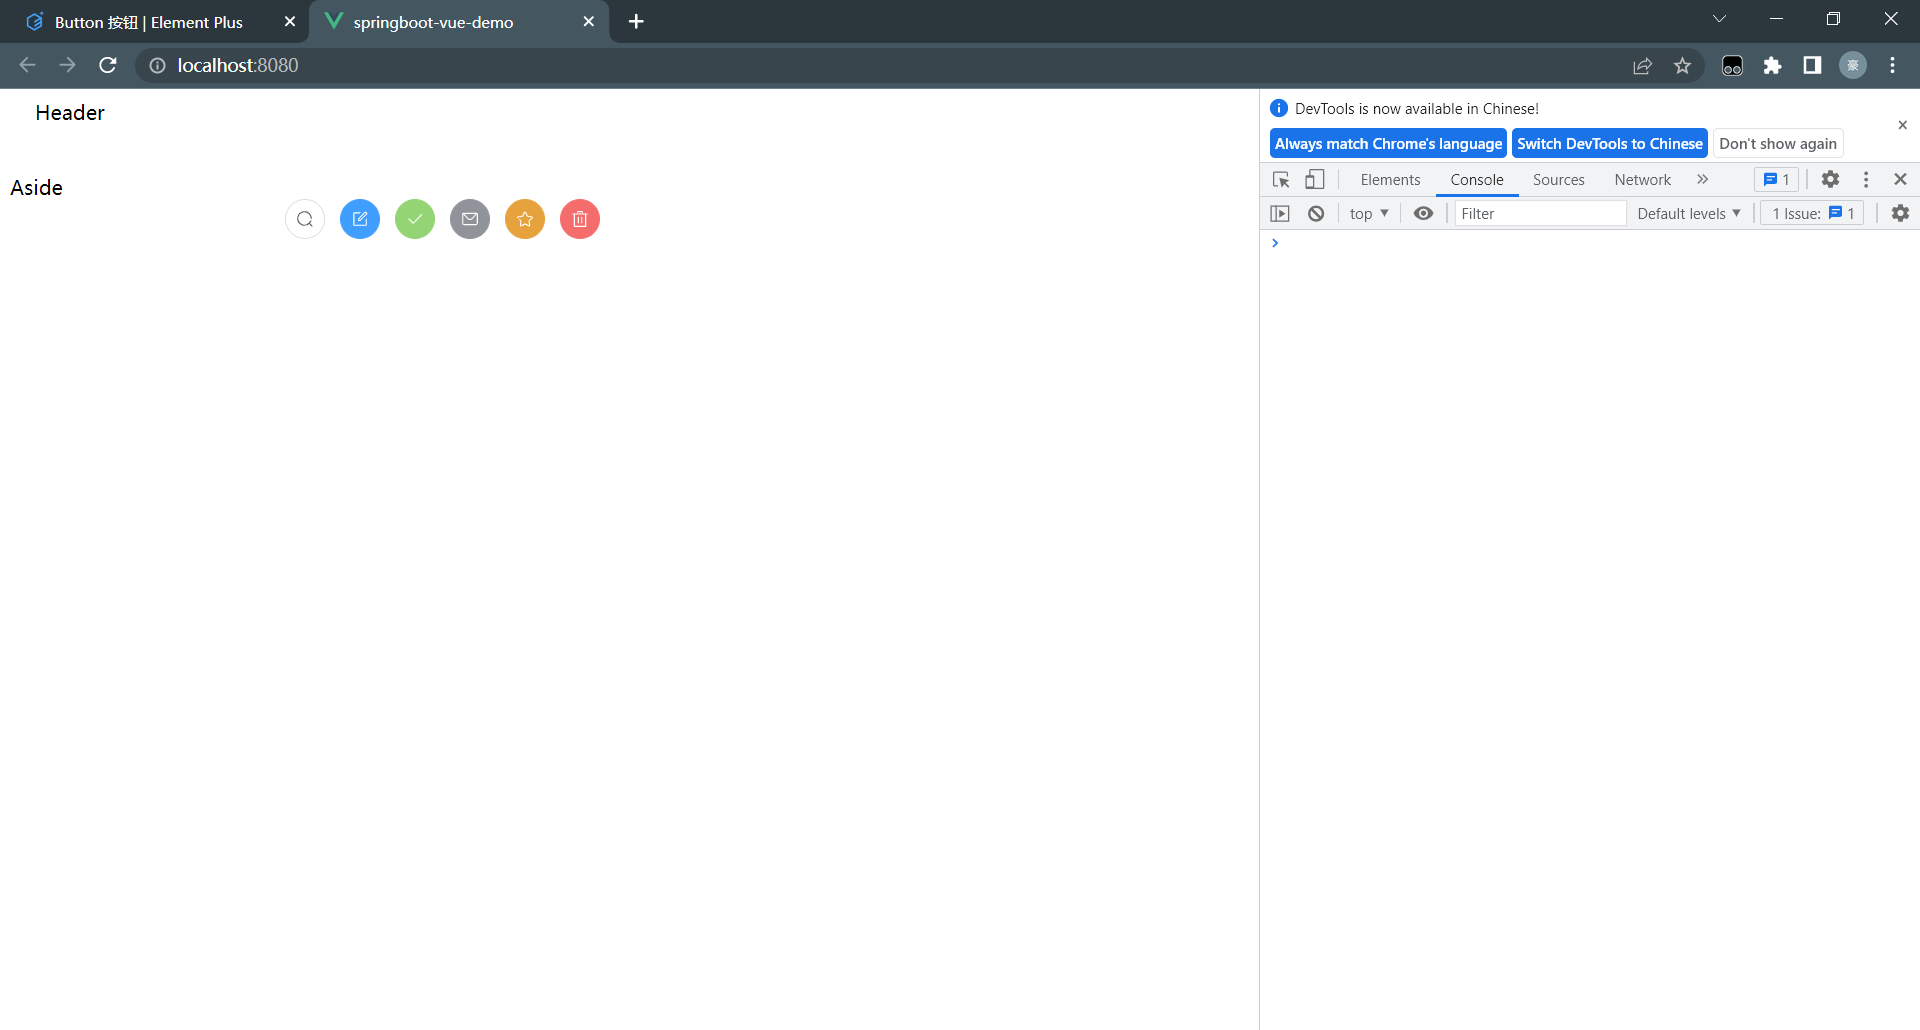 Button 按钮 | Element Plus
springboot-vue-demo
localhost:8080
豪
Header
Aside
DevTools is now available in Chinese!
Always match Chrome's language
Switch DevTools to Chinese
Don't show again
Elements
Console
Sources
Network
1
top
Filter
Default levels
1 Issue:
1